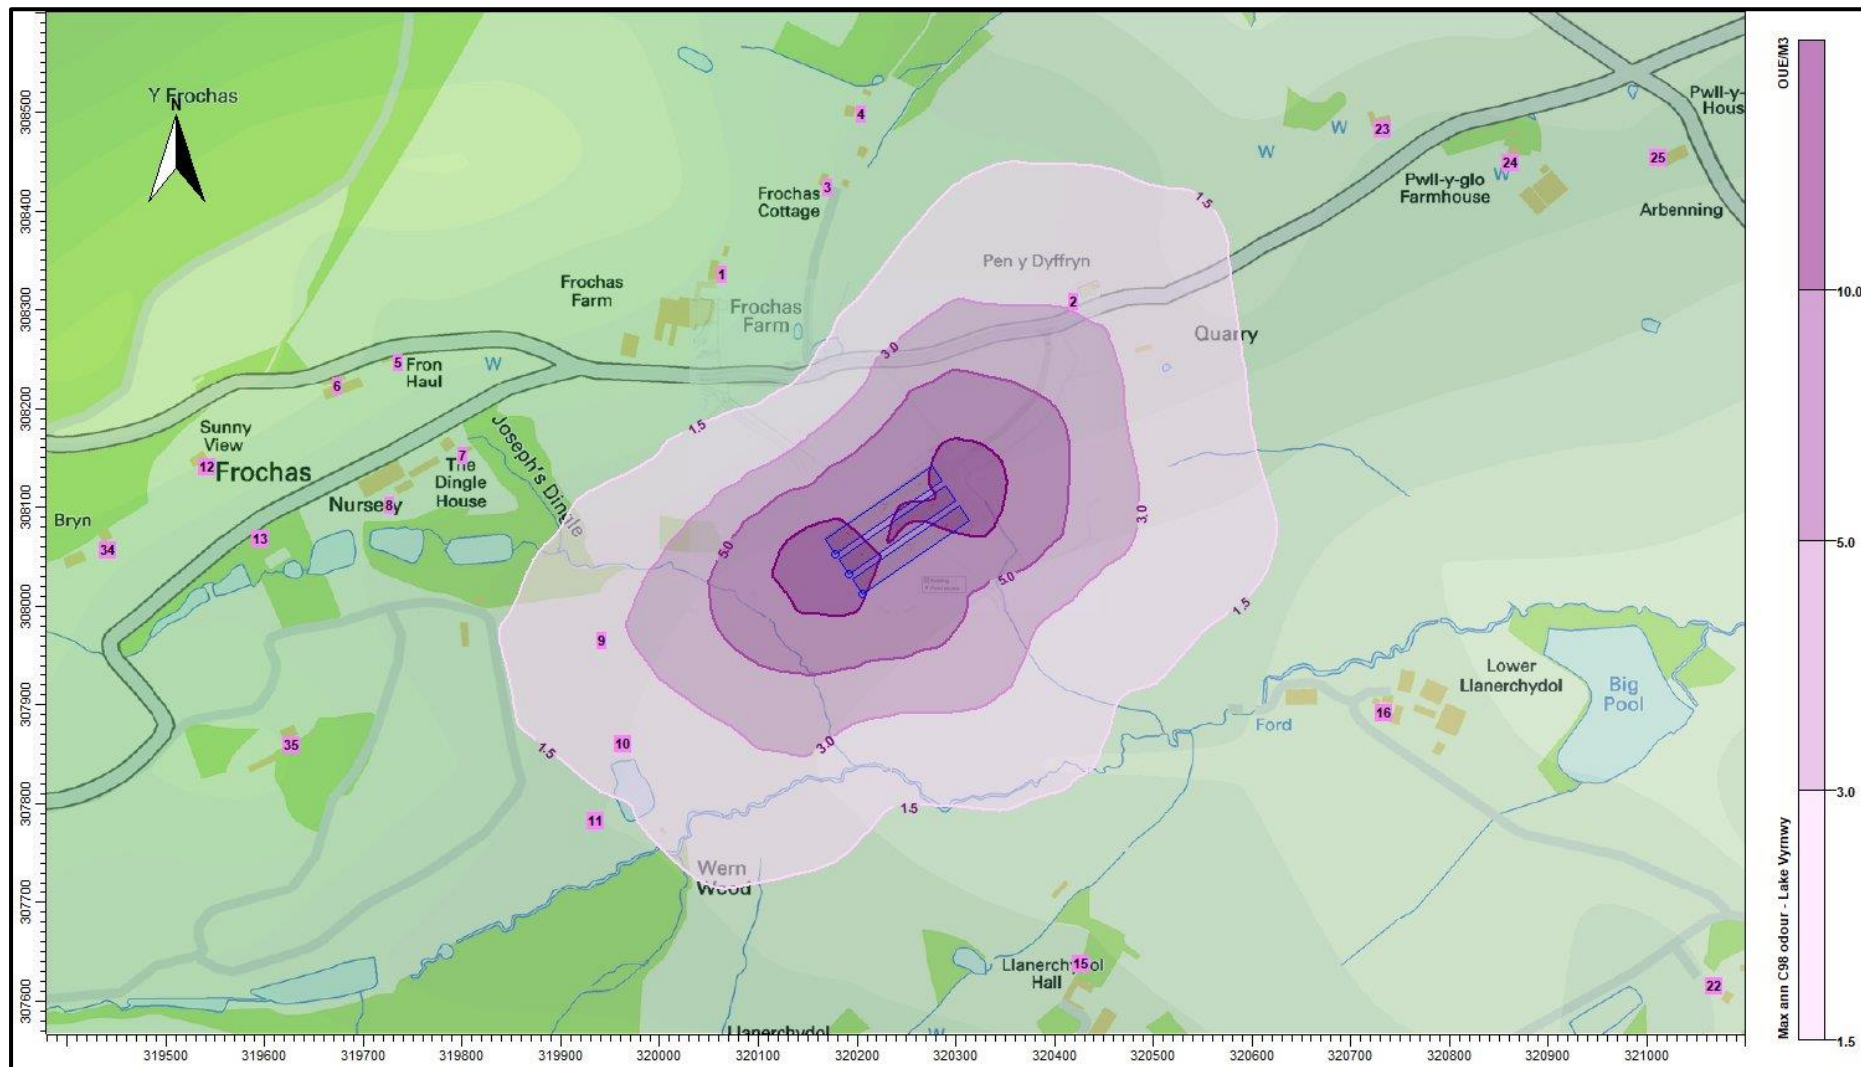 Y Frochas
N
4
3
Frochas
Cottage
1
Frochas
Farm
Frochas
Farm
Pen y Dyffryn
2
Quarry
W
W
23
24
W
25
Pwll-y-glo
Farmhouse
Arbenning
Pwll-y-
Hous
5
Fron
Haul
W
6
Sunny
View
12
Frochas
7
The
Dingle
House
Joseph's Dingle
Nursery
8
Bryn
34
13
9
10
11
35
1.5
1.5
1.5
1.5
1.5
3.0
3.0
3.0
5.0
5.0
Wern
Wood
Ford
16
Lower
Llanerchydol
Big
Pool
Llanerchydol
Hall
15
22
Llanerchydol
W
308500
308400
308300
308200
308100
308000
307900
307800
307700
307600
319500
319600
319700
319800
319900
320000
320100
320200
320300
320400
320500
320600
320700
320800
320900
321000
OUE/M3
10.0
5.0
3.0
1.5
Max ann C98 odour - Lake Vyrnwy